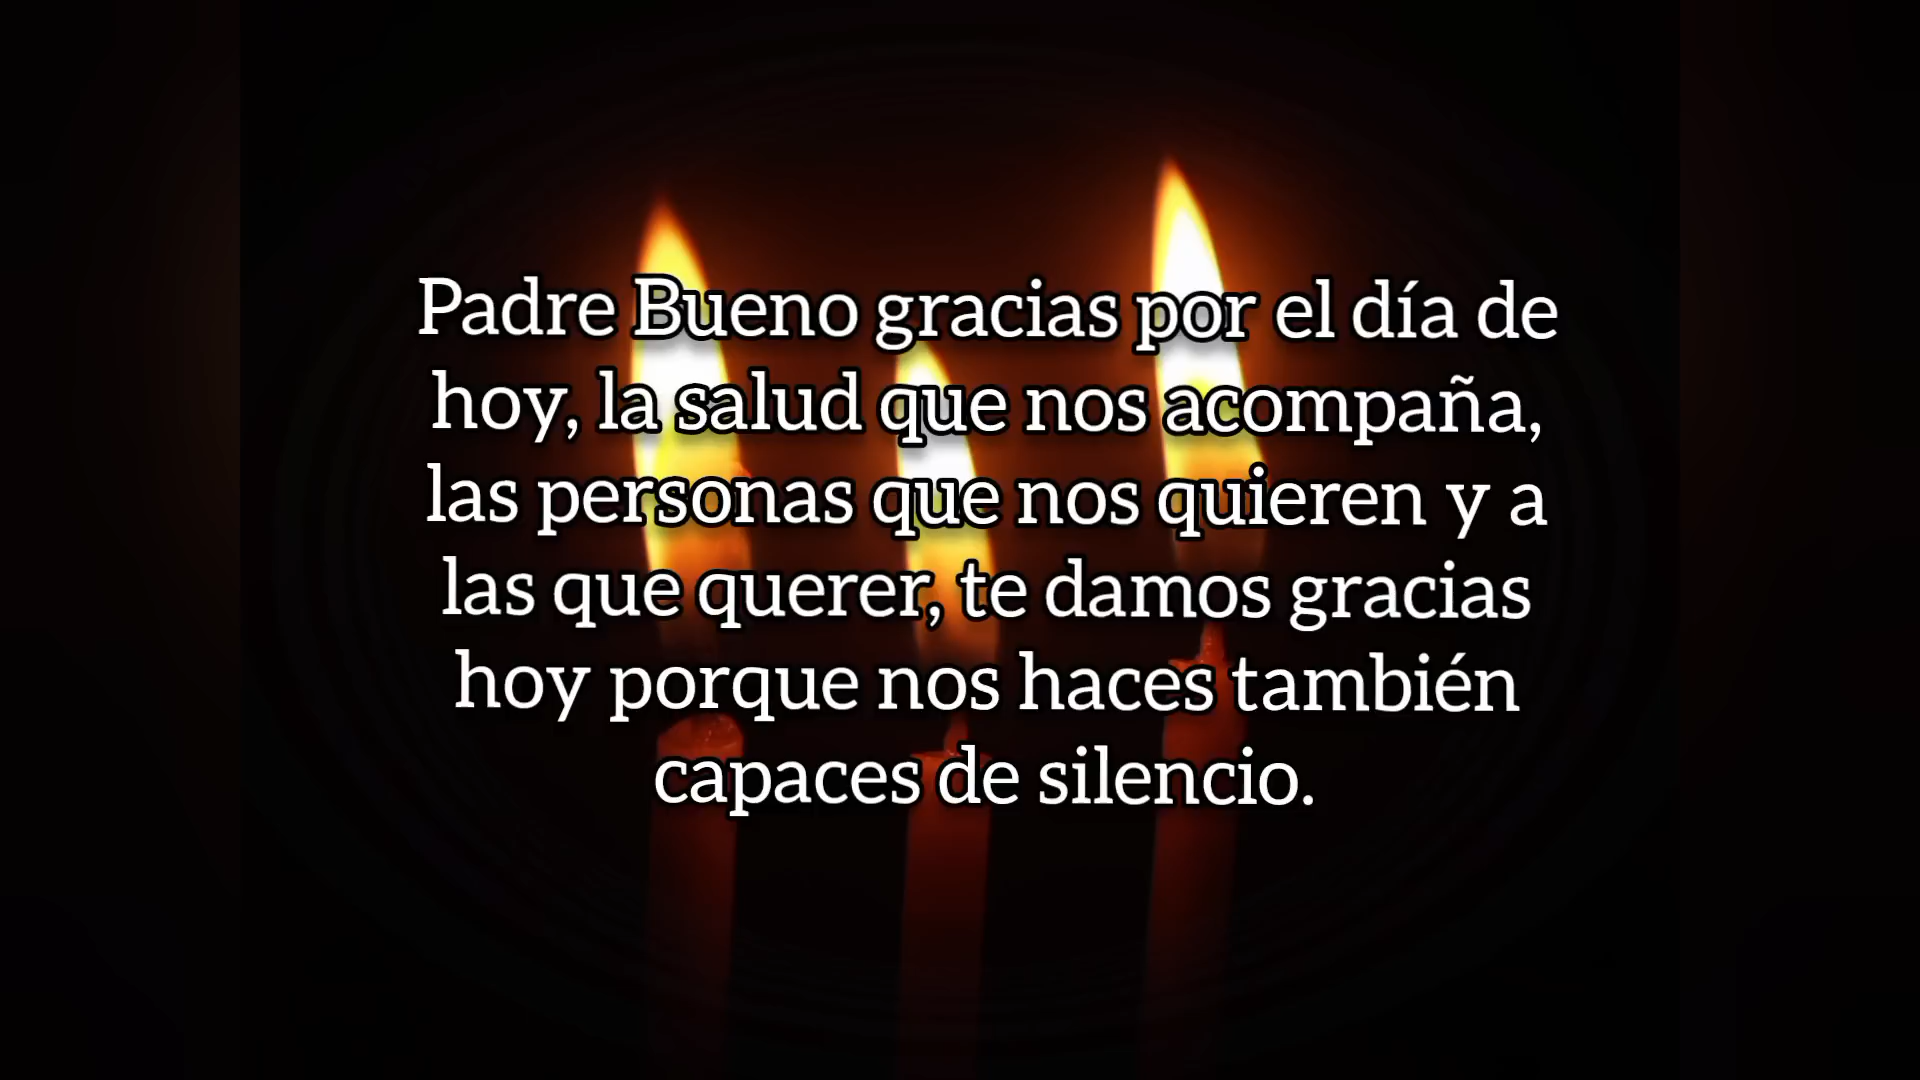 Padre Bueno gracias por el día de
hoy, la salud que nos acompaña,
las personas que nos quieren y a
las que querer, te damos gracias
hoy porque nos haces también
capaces de silencio.